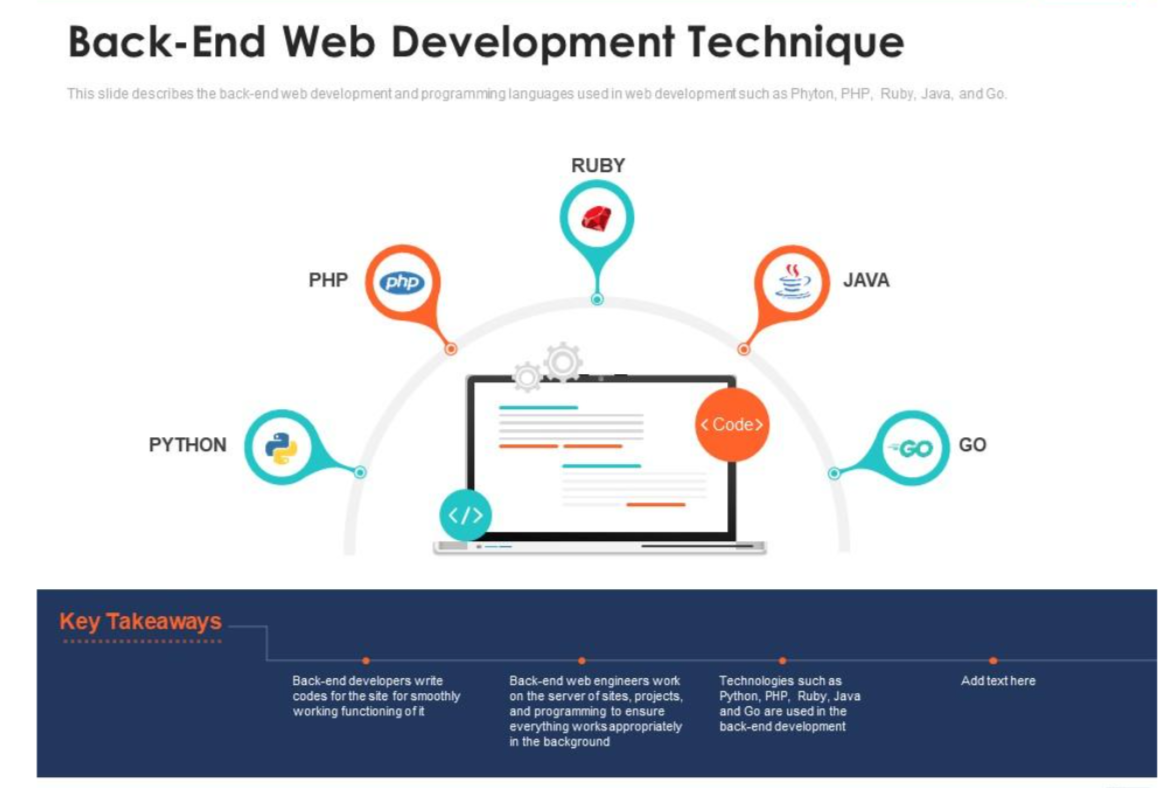 Back-End Web Development Technique
This slide describes the back-end web development and programming languages used in web development such as Phyton, PHP, Ruby, Java, and Go.
RUBY
PHP
php
JAVA
<Code>
PYTHON
GO
GO
</>
Key Takeaways
Back-end developers write
codes for the site for smoothly
working functioning of it
Back-end web engineers work
on the server of sites, projects,
and programming to ensure
everything works appropriately
in the background
Technologies such as
Python, PHP, Ruby, Java
and Go are used in the
back-end development
Add text here